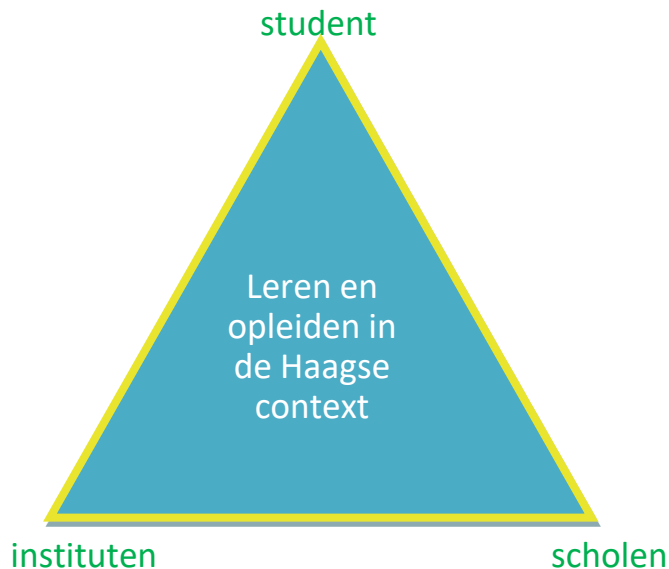 student
Leren en
opleiden in
de Haagse
context
instituten
scholen